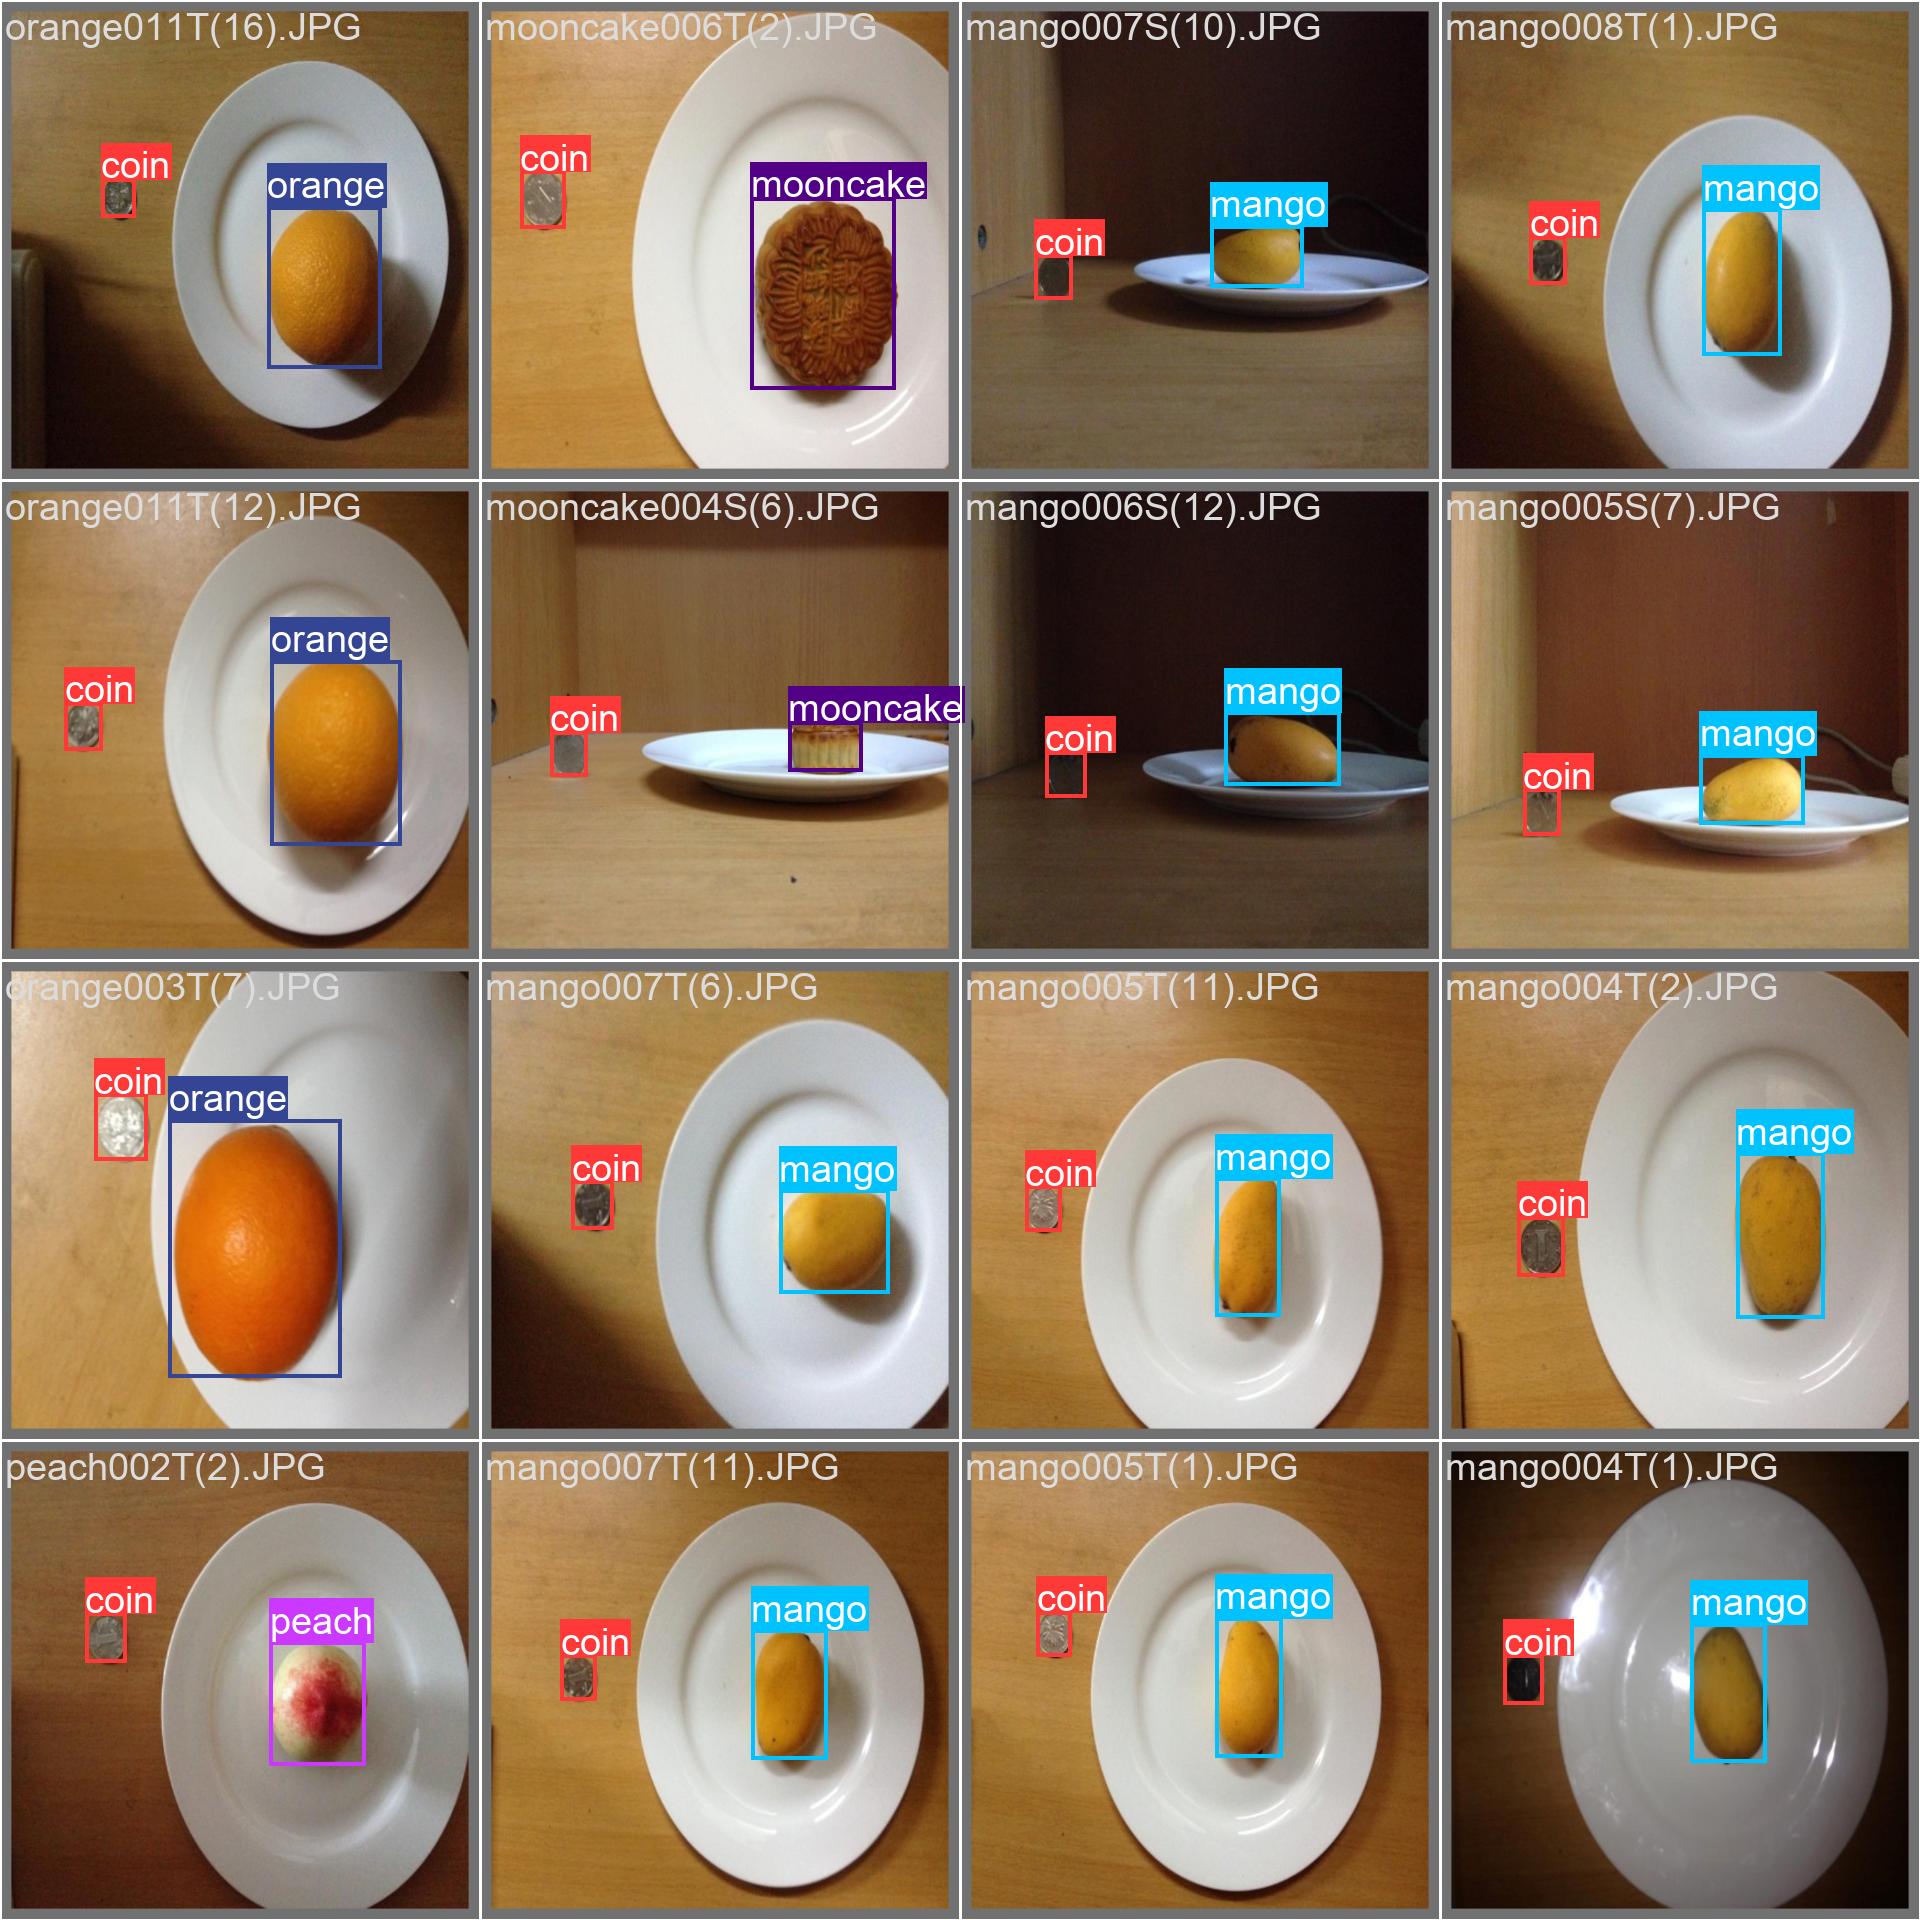 orange011T(16).JPG
coin
orange
mooncake006T(2).JPG
coin
mooncake
mango007S(10).JPG
coin
mango
mango008T(1).JPG
coin
mango
orange011T(12).JPG
coin
orange
mooncake004S(6).JPG
coin
mooncake
mango006S(12).JPG
coin
mango
mango005S(7).JPG
coin
mango
orange003T(7).JPG
coin
orange
mango007T(6).JPG
coin
mango
mango005T(11).JPG
coin
mango
mango004T(2).JPG
coin
mango
peach002T(2).JPG
coin
peach
mango007T(11).JPG
coin
mango
mango005T(1).JPG
coin
mango
mango004T(1).JPG
coin
mango